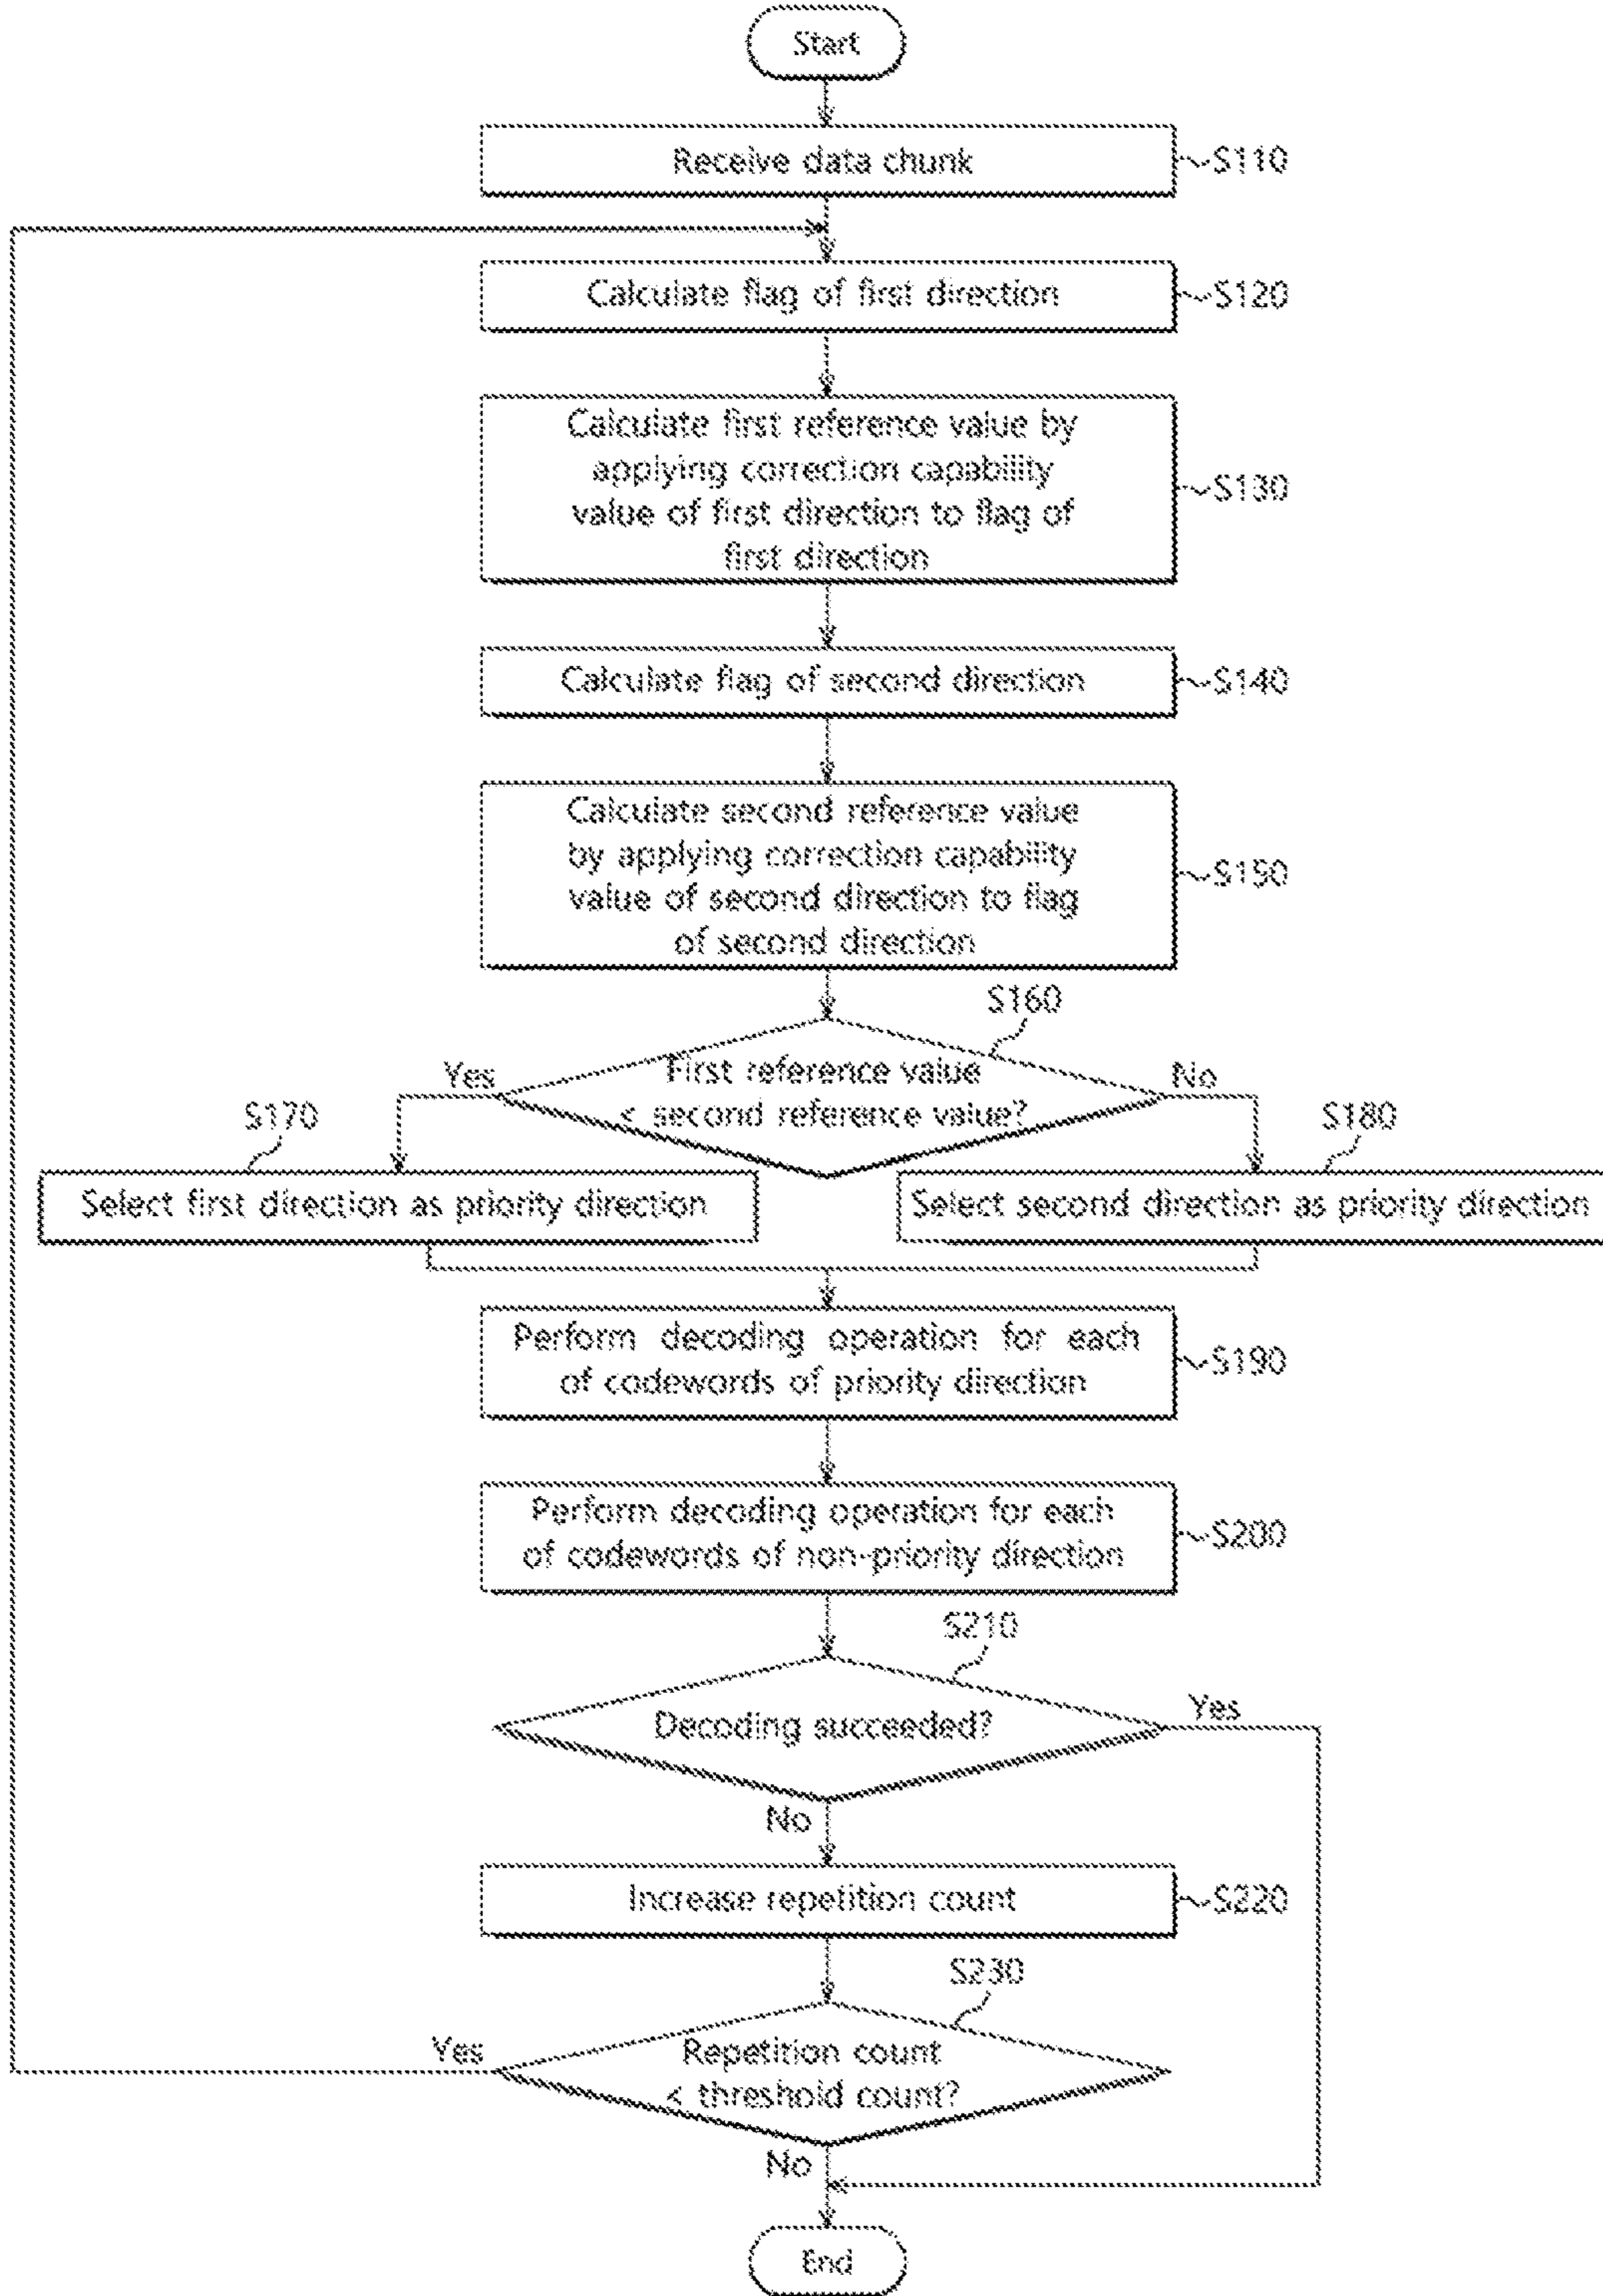 Start
Receive data chunk
S110
Calculate flag of first direction
S120
Calculate first reference value by
applying correction capability
value of first direction to flag of
first direction
S130
Calculate flag of second direction
S140
Calculate second reference value
by applying correction capability
value of second direction to flag
of second direction
S150
S160
Yes
First reference value
< second reference value?
No
S170
S180
Select first direction as priority direction
Select second direction as priority direction
Perform decoding operation for each
of codewords of priority direction
S190
Perform decoding operation for each
of codewords of non-priority direction
S200
S210
Decoding succeeded?
Yes
No
Increase repetition count
S220
S230
Yes
Repetition count
< threshold count?
No
End